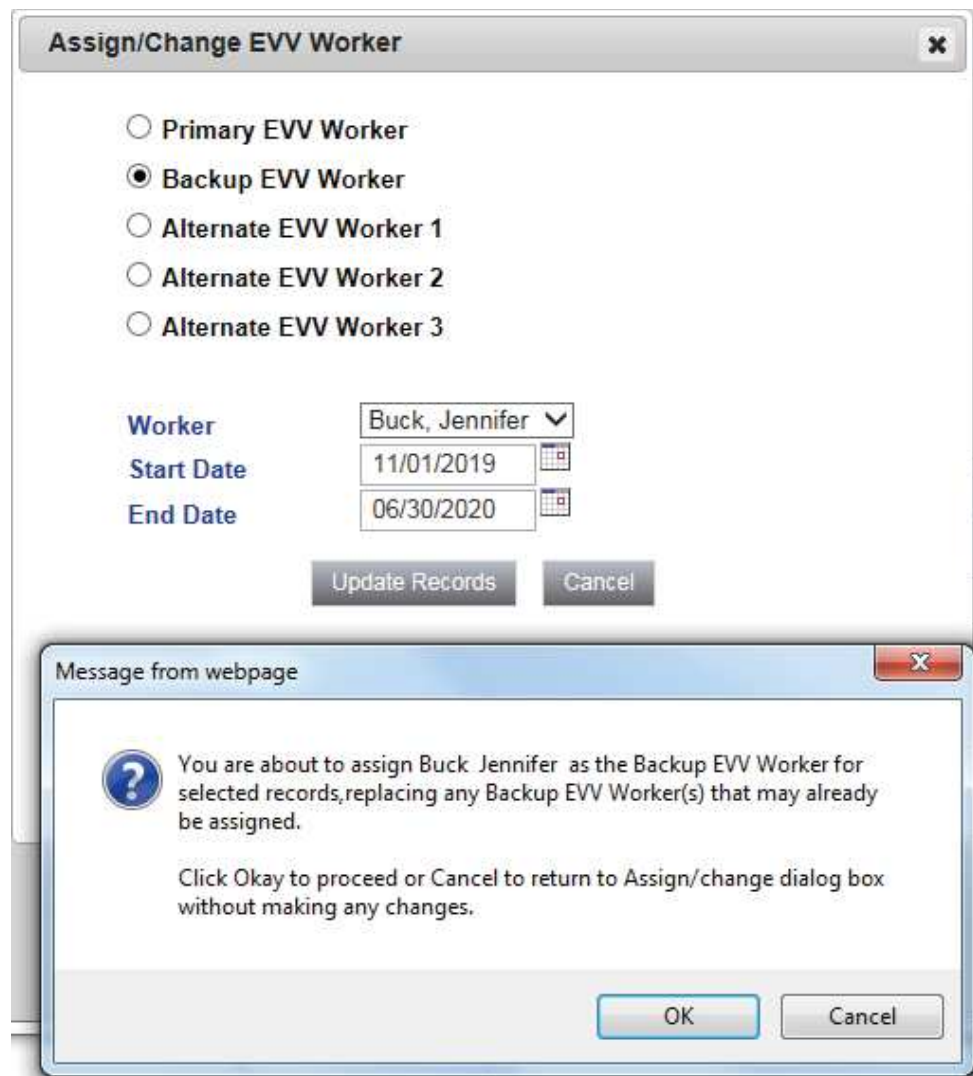 Assign/Change EVV Worker
Primary EVV Worker
Backup EVV Worker
Alternate EVV Worker 1
Alternate EVV Worker 2
Alternate EVV Worker 3
Worker Buck, Jennifer
Start Date 11/01/2019
End Date 06/30/2020
Update Records Cancel
Message from webpage
You are about to assign Buck  Jennifer  as the Backup EVV Worker for
selected records,replacing any Backup EVV Worker(s) that may already
be assigned.
Click Okay to proceed or Cancel to return to Assign/change dialog box
without making any changes.
OK Cancel